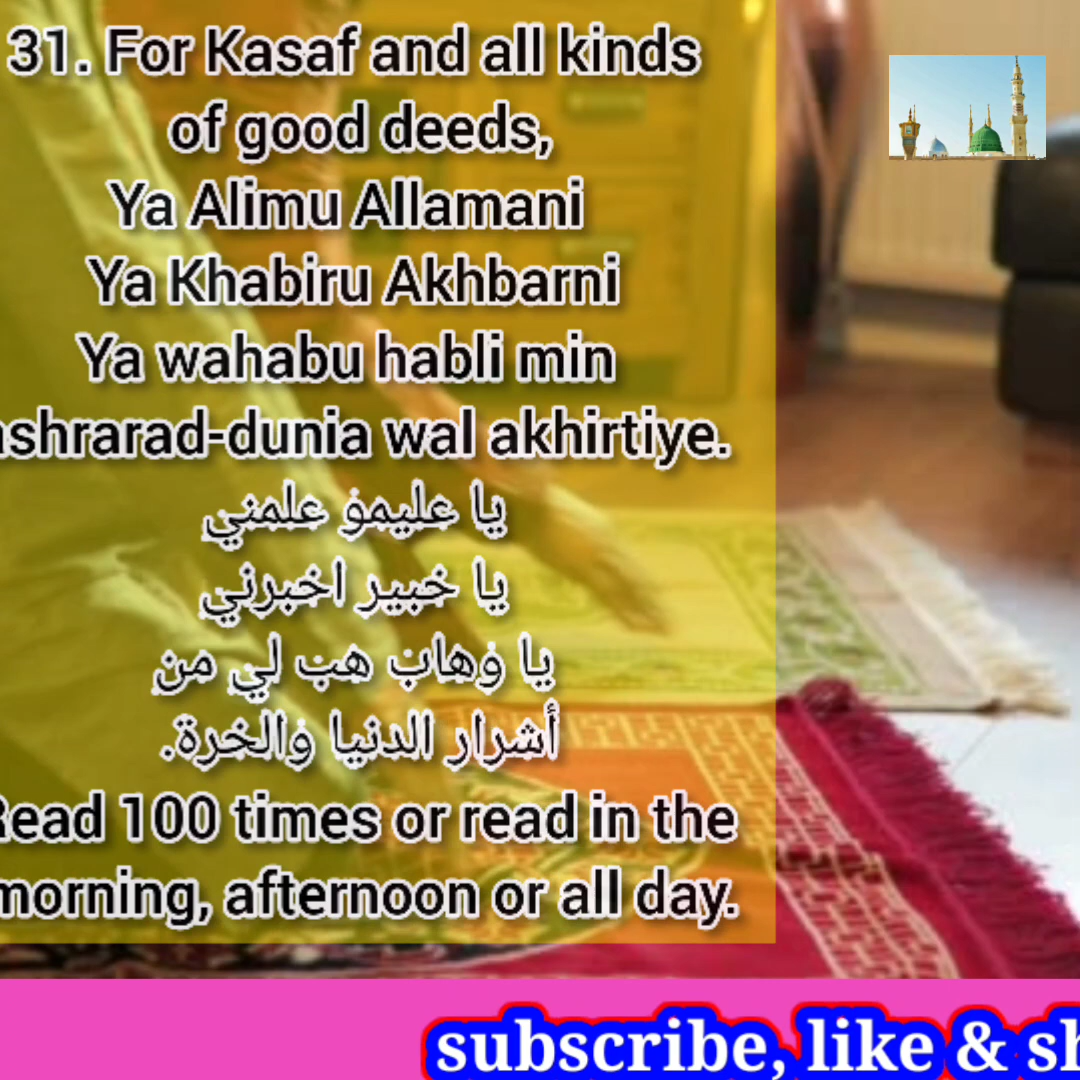 31. For Kasaf and all kinds
of good deeds,
Ya Alimu Allamani
Ya Khabiru Akhbarni
Ya wahabu habli min
ashrarad-dunia wal akhirtiye.
يا عليمو علمني
يا خبير اخبرني
يا وهاب هب لي من
أشرار الدنيا والخرة.
Read 100 times or read in the
morning, afternoon or all day.
subscribe, like & sh